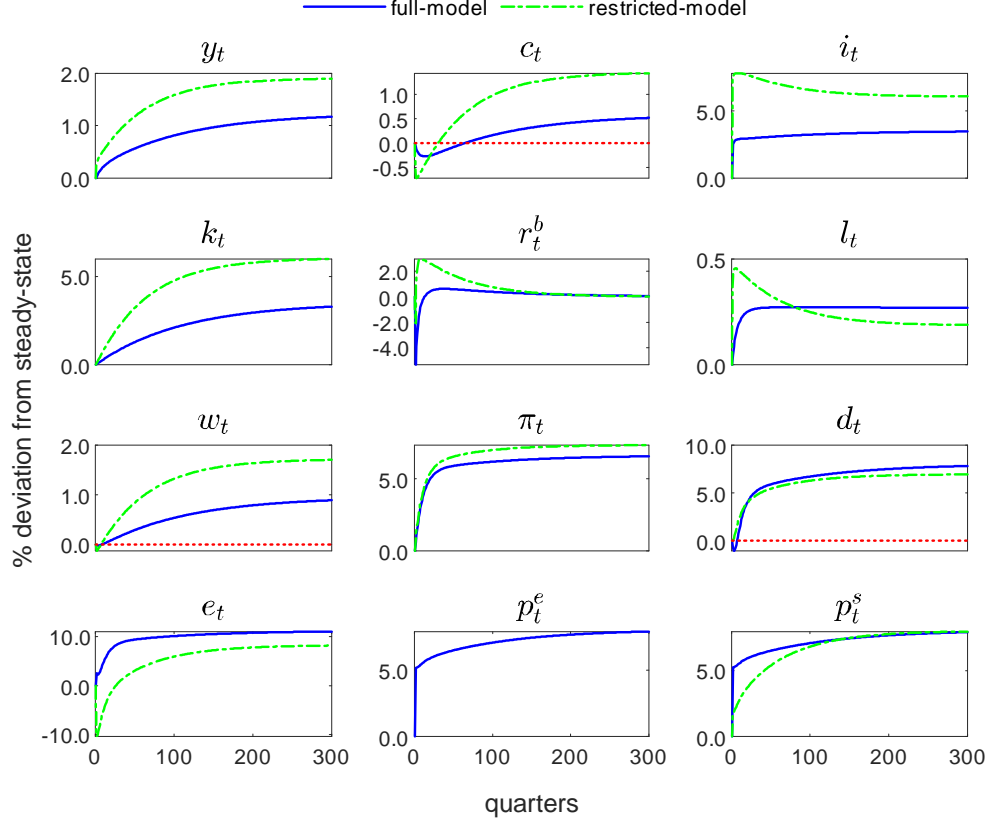 full-model restricted-model
y_t c_t i_t
2.0 1.0 0.0
1.0 0.5 0.0 -0.5
5.0 0.0
k_t r_t^b l_t
5.0 0.0
2.0 0.0 -2.0 -4.0
0.5 0.0
% deviation from steady-state
w_t π_t d_t
2.0 1.0 0.0
5.0 0.0
10.0 5.0 0.0
e_t p_t^e p_t^s
10.0 0.0 -10.0
5.0 0.0
5.0 0.0
0 100 200 300 0 100 200 300 0 100 200 300
quarters